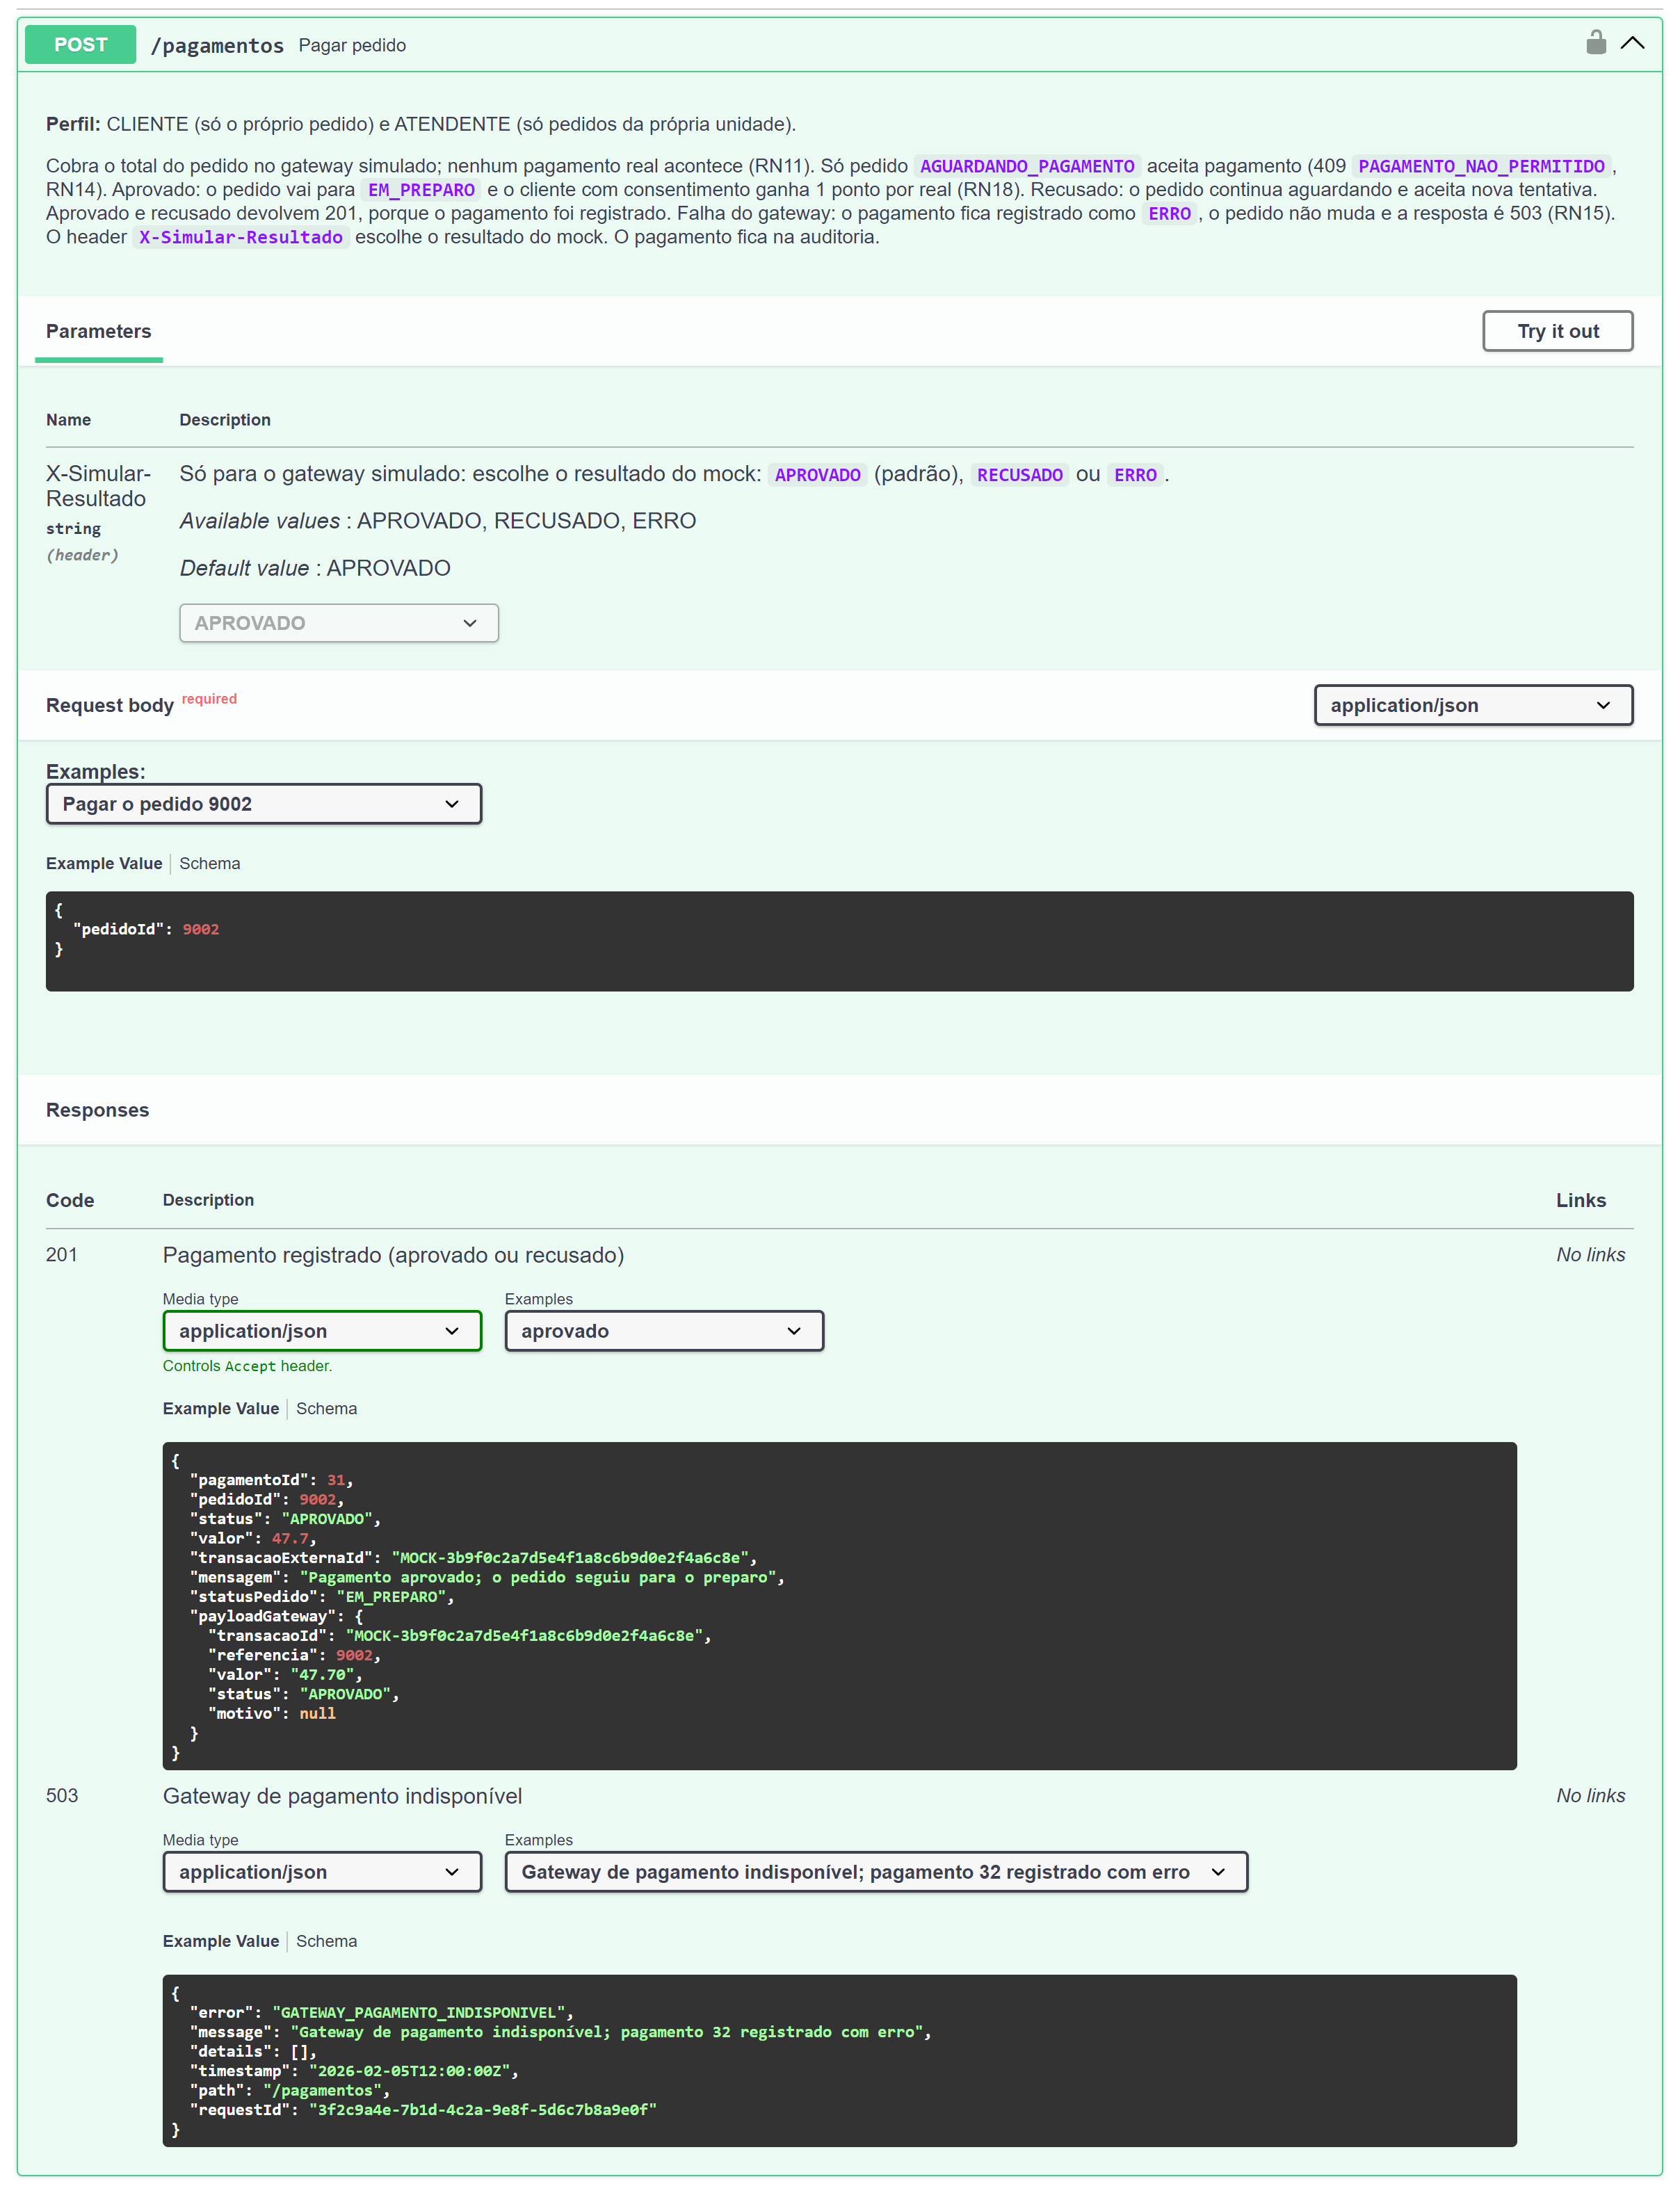 POST /pagamentos Pagar pedido
Perfil: CLIENTE (só o próprio pedido) e ATENDENTE (só pedidos da própria unidade).
Cobra o total do pedido no gateway simulado; nenhum pagamento real acontece (RN11). Só pedido AGUARDANDO_PAGAMENTO aceita pagamento (409 PAGAMENTO_NAO_PERMITIDO,
RN14). Aprovado: o pedido vai para EM_PREPARO e o cliente com consentimento ganha 1 ponto por real (RN18). Recusado: o pedido continua aguardando e aceita nova tentativa.
Aprovado e recusado devolvem 201, porque o pagamento foi registrado. Falha do gateway: o pagamento fica registrado como ERRO, o pedido não muda e a resposta é 503 (RN15).
O header X-Simular-Resultado escolhe o resultado do mock. O pagamento fica na auditoria.
Parameters
Try it out
Name Description
X-Simular-
Resultado
string
(header)
Só para o gateway simulado: escolhe o resultado do mock: APROVADO (padrão), RECUSADO ou ERRO.
Available values : APROVADO, RECUSADO, ERRO
Default value : APROVADO
APROVADO
Request body required
application/json
Examples:
Pagar o pedido 9002
Example Value Schema
{
  "pedidoId": 9002
}
Responses
Code Description Links
201 Pagamento registrado (aprovado ou recusado) No links
Media type Examples
application/json aprovado
Controls Accept header.
Example Value Schema
{
  "pagamentoId": 31,
  "pedidoId": 9002,
  "status": "APROVADO",
  "valor": 47.7,
  "transacaoExternaId": "MOCK-3b9f0c2a7d5e4f1a8c6b9d0e2f4a6c8e",
  "mensagem": "Pagamento aprovado; o pedido seguiu para o preparo",
  "statusPedido": "EM_PREPARO",
  "payloadGateway": {
    "transacaoId": "MOCK-3b9f0c2a7d5e4f1a8c6b9d0e2f4a6c8e",
    "referencia": 9002,
    "valor": "47.70",
    "status": "APROVADO",
    "motivo": null
  }
}
503 Gateway de pagamento indisponível No links
Media type Examples
application/json Gateway de pagamento indisponível; pagamento 32 registrado com erro
Example Value Schema
{
  "error": "GATEWAY_PAGAMENTO_INDISPONIVEL",
  "message": "Gateway de pagamento indisponível; pagamento 32 registrado com erro",
  "details": [],
  "timestamp": "2026-02-05T12:00:00Z",
  "path": "/pagamentos",
  "requestId": "3f2c9a4e-7b1d-4c2a-9e8f-5d6c7b8a9e0f"
}